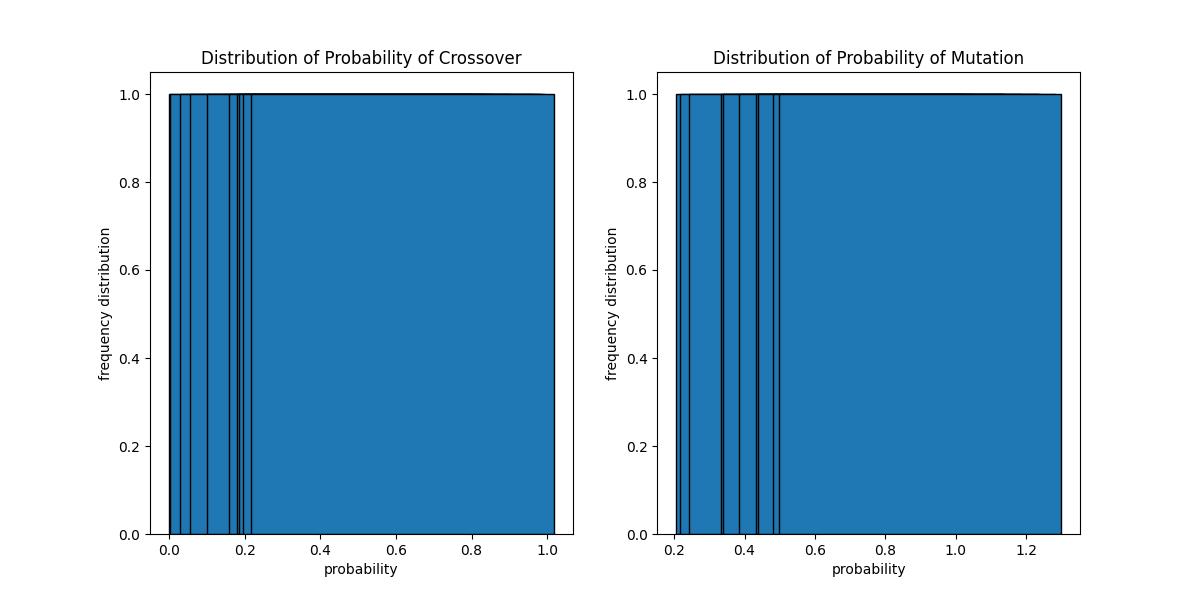 Distribution of Probability of Crossover
1.0
0.8
0.6
0.4
0.2
0.0
frequency distribution
0.0 0.2 0.4 0.6 0.8 1.0
probability
Distribution of Probability of Mutation
1.0
0.8
0.6
0.4
0.2
0.0
frequency distribution
0.2 0.4 0.6 0.8 1.0 1.2
probability